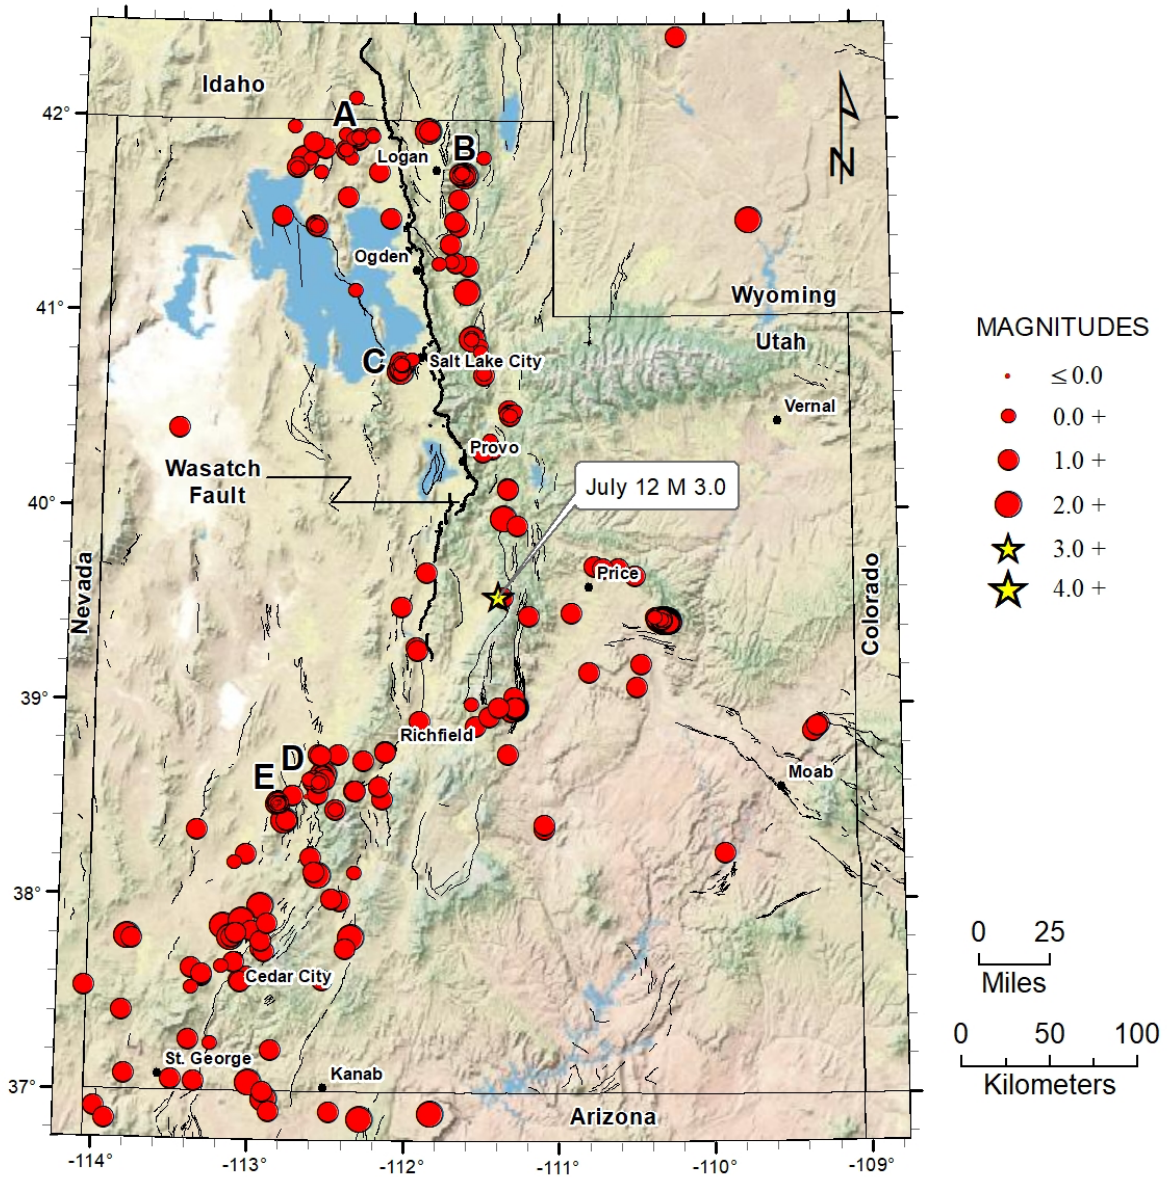 Idaho
42°
A
Logan
B
N
Ogden
Wyoming
41°
Utah
MAGNITUDES
≤ 0.0
0.0 +
1.0 +
2.0 +
3.0 +
4.0 +
C
Salt Lake City
Vernal
Provo
Wasatch
Fault
July 12 M 3.0
40°
Price
Nevada
Colorado
39°
Richfield
D
E
Moab
38°
Cedar City
0 25
Miles
0 50 100
Kilometers
St. George
Kanab
37°
Arizona
-114° -113° -112° -111° -110° -109°